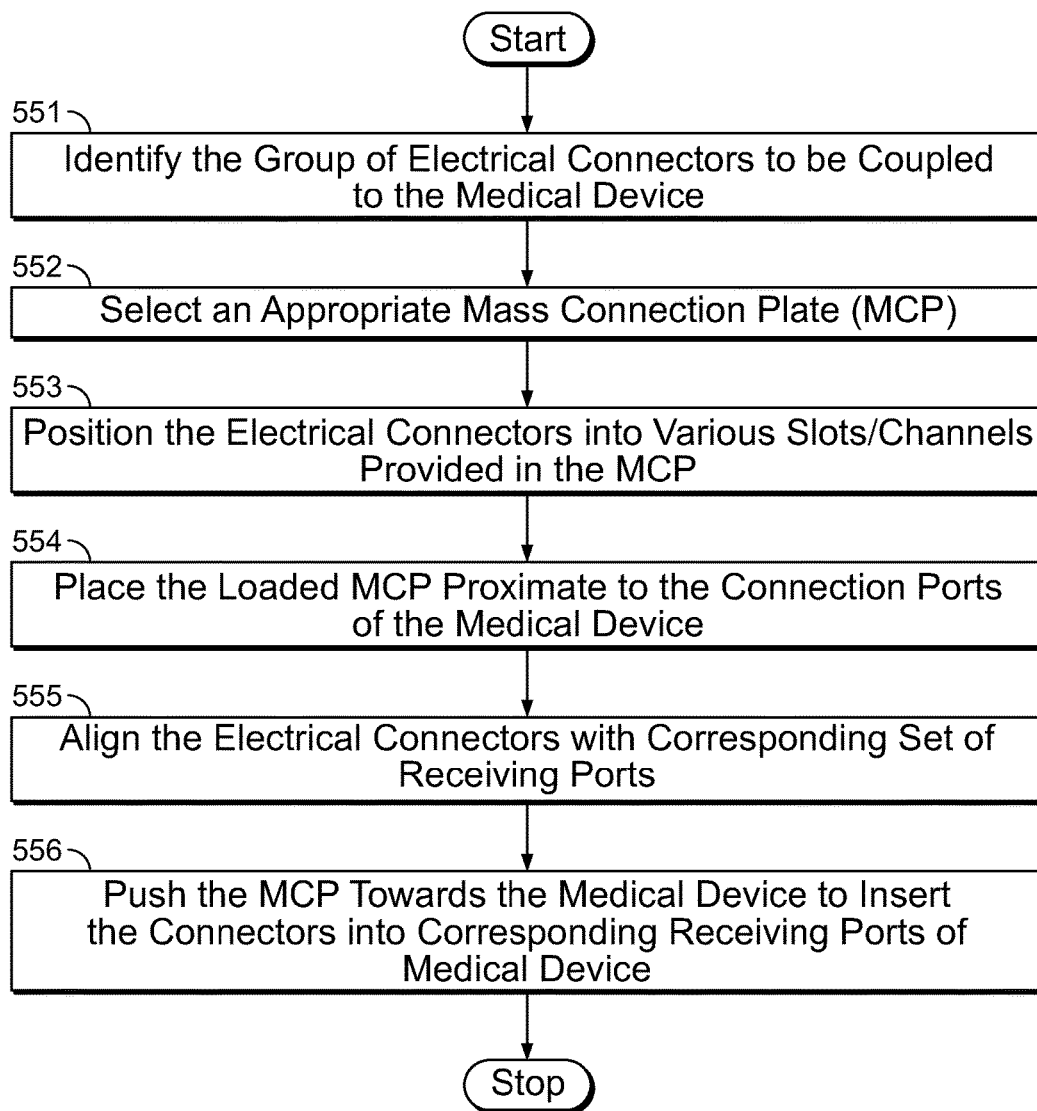 Start
551
Identify the Group of Electrical Connectors to be Coupled
to the Medical Device
552
Select an Appropriate Mass Connection Plate (MCP)
553
Position the Electrical Connectors into Various Slots/Channels
Provided in the MCP
554
Place the Loaded MCP Proximate to the Connection Ports
of the Medical Device
555
Align the Electrical Connectors with Corresponding Set of
Receiving Ports
556
Push the MCP Towards the Medical Device to Insert
the Connectors into Corresponding Receiving Ports of
Medical Device
Stop